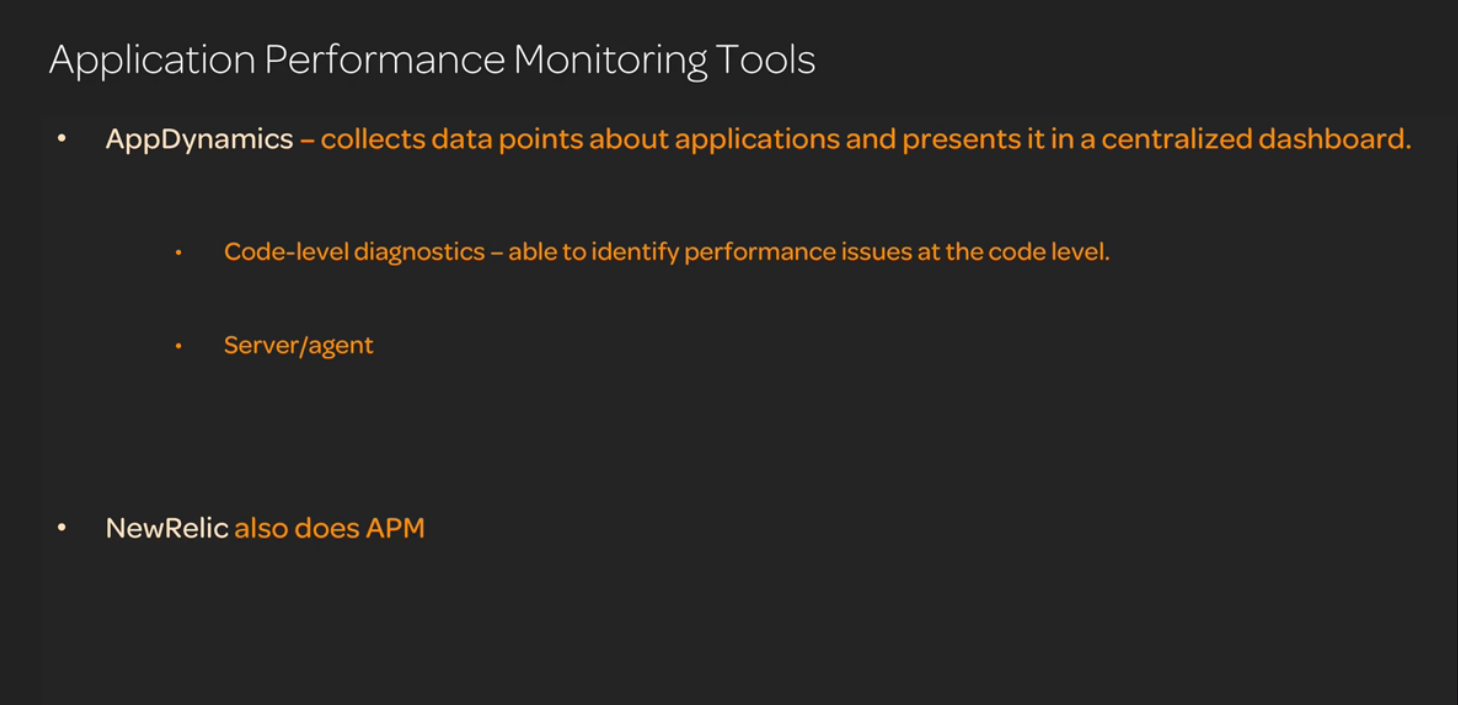 Application Performance Monitoring Tools
• AppDynamics – collects data points about applications and presents it in a centralized dashboard.
• Code-level diagnostics – able to identify performance issues at the code level.
• Server/agent
• NewRelic also does APM